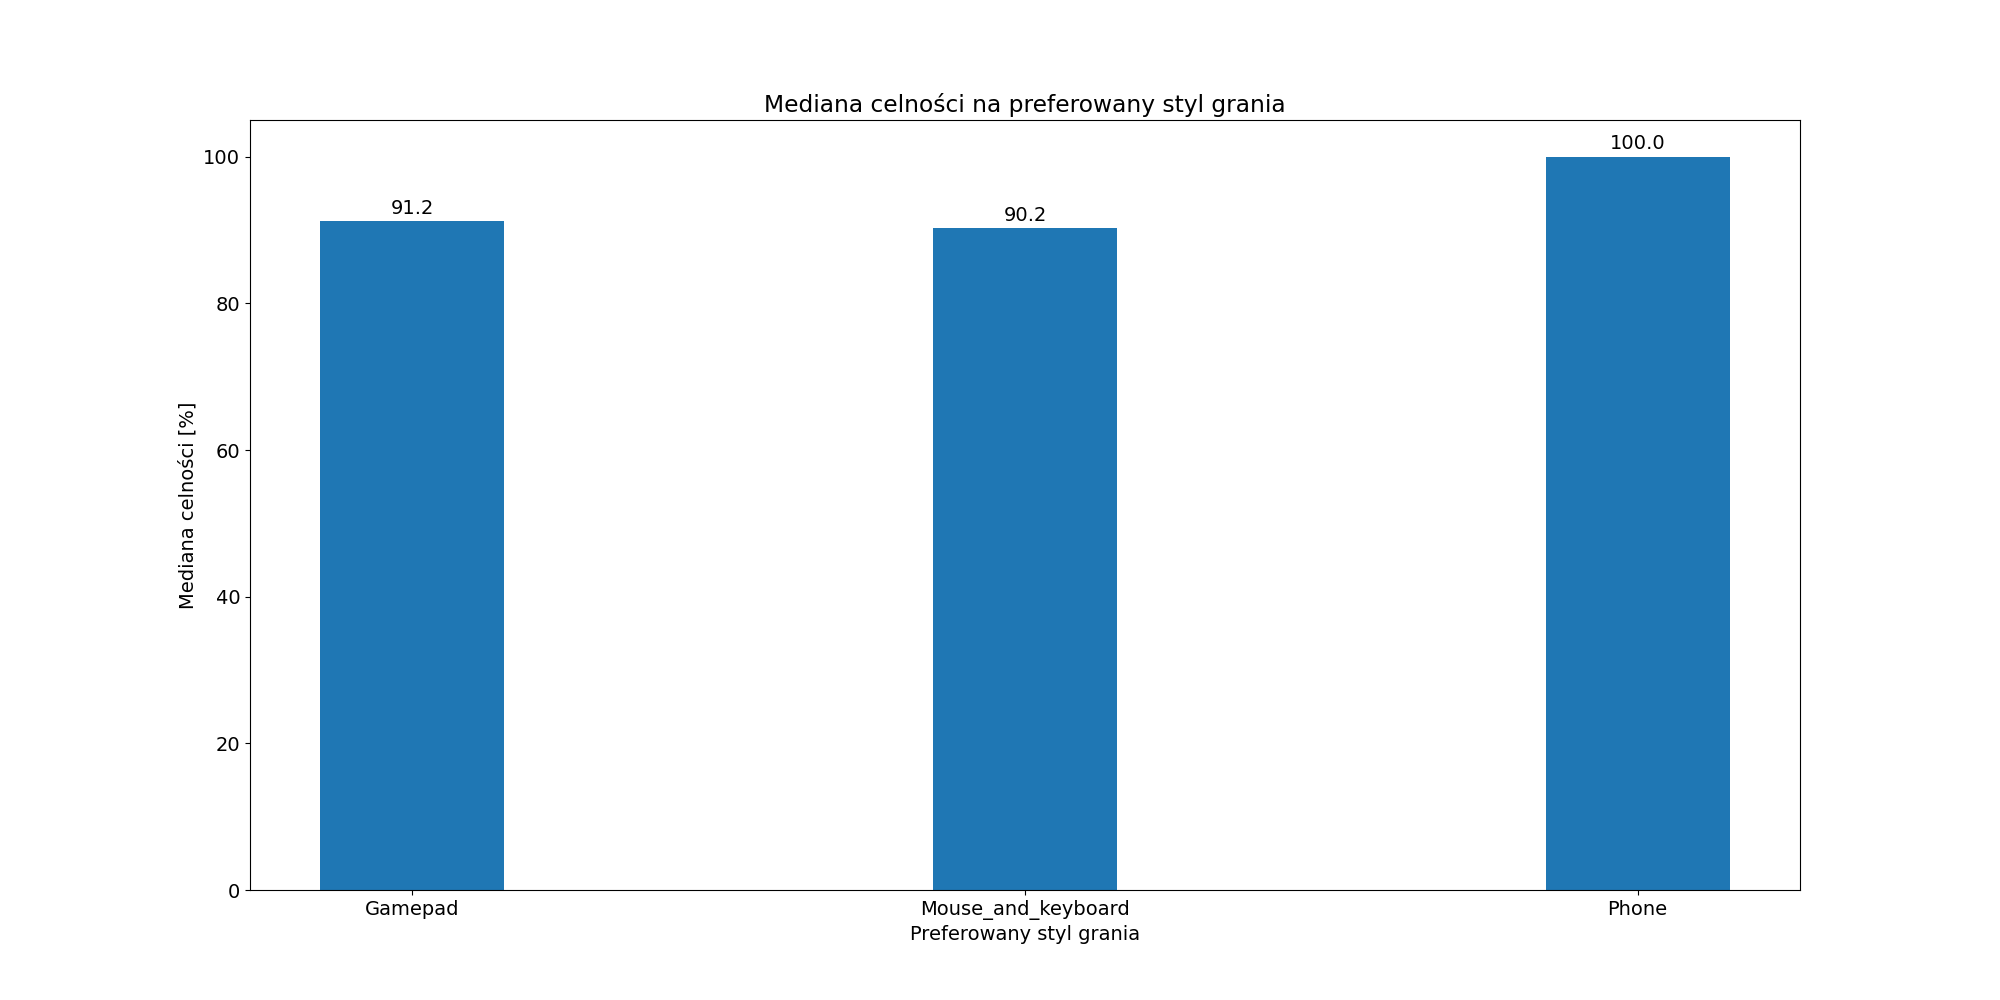 Mediana celności na preferowany styl grania
100.0
91.2
90.2
100
80
60
40
20
0
Mediana celności [%]
Gamepad
Mouse_and_keyboard
Phone
Preferowany styl grania